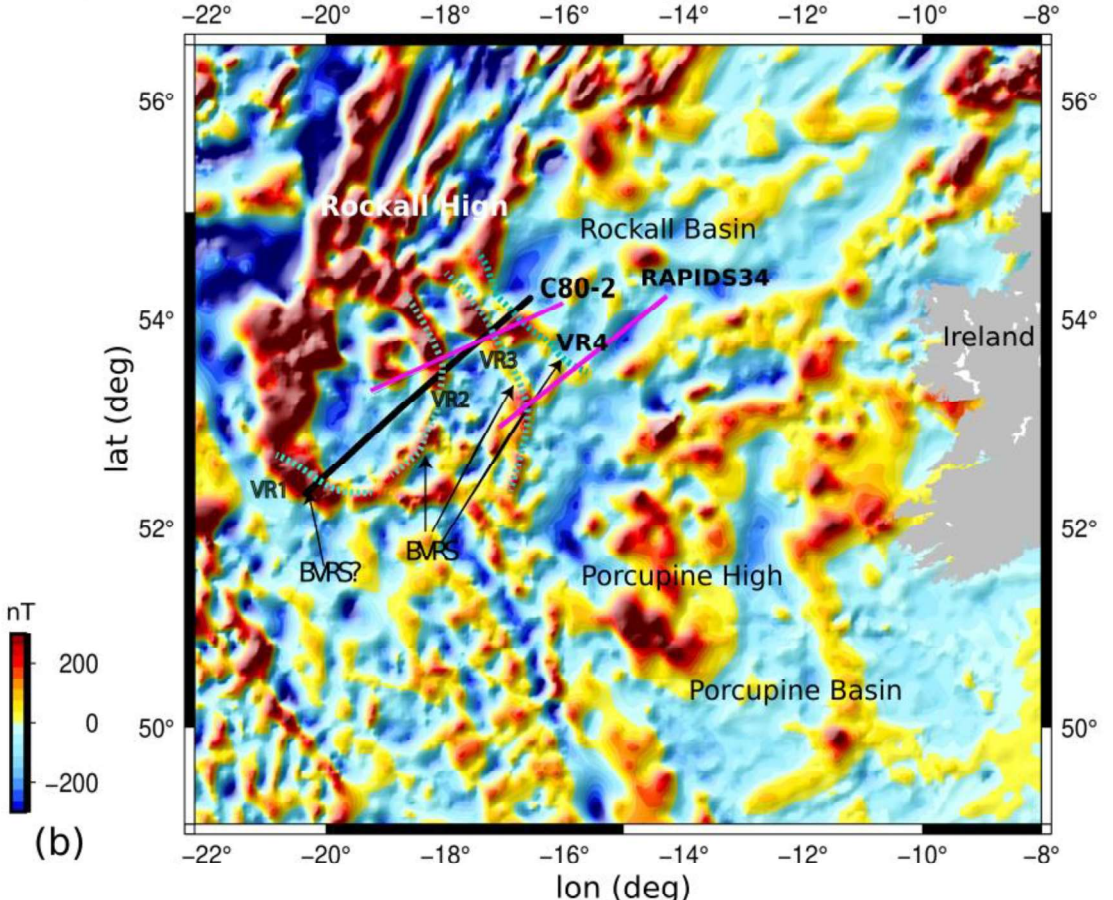 −22° −20° −18° −16° −14° −12° −10° −8°
56° 56°
Rockall High
Rockall Basin
RAPIDS34
C80-2
54° 54°
Ireland
VR4
VR3
VR2
VR1
52° 52°
BVRS
BVRS?
Porcupine High
Porcupine Basin
50° 50°
lat (deg)
nT
200
0
−200
(b)
−22° −20° −18° −16° −14° −12° −10° −8°
lon (deg)